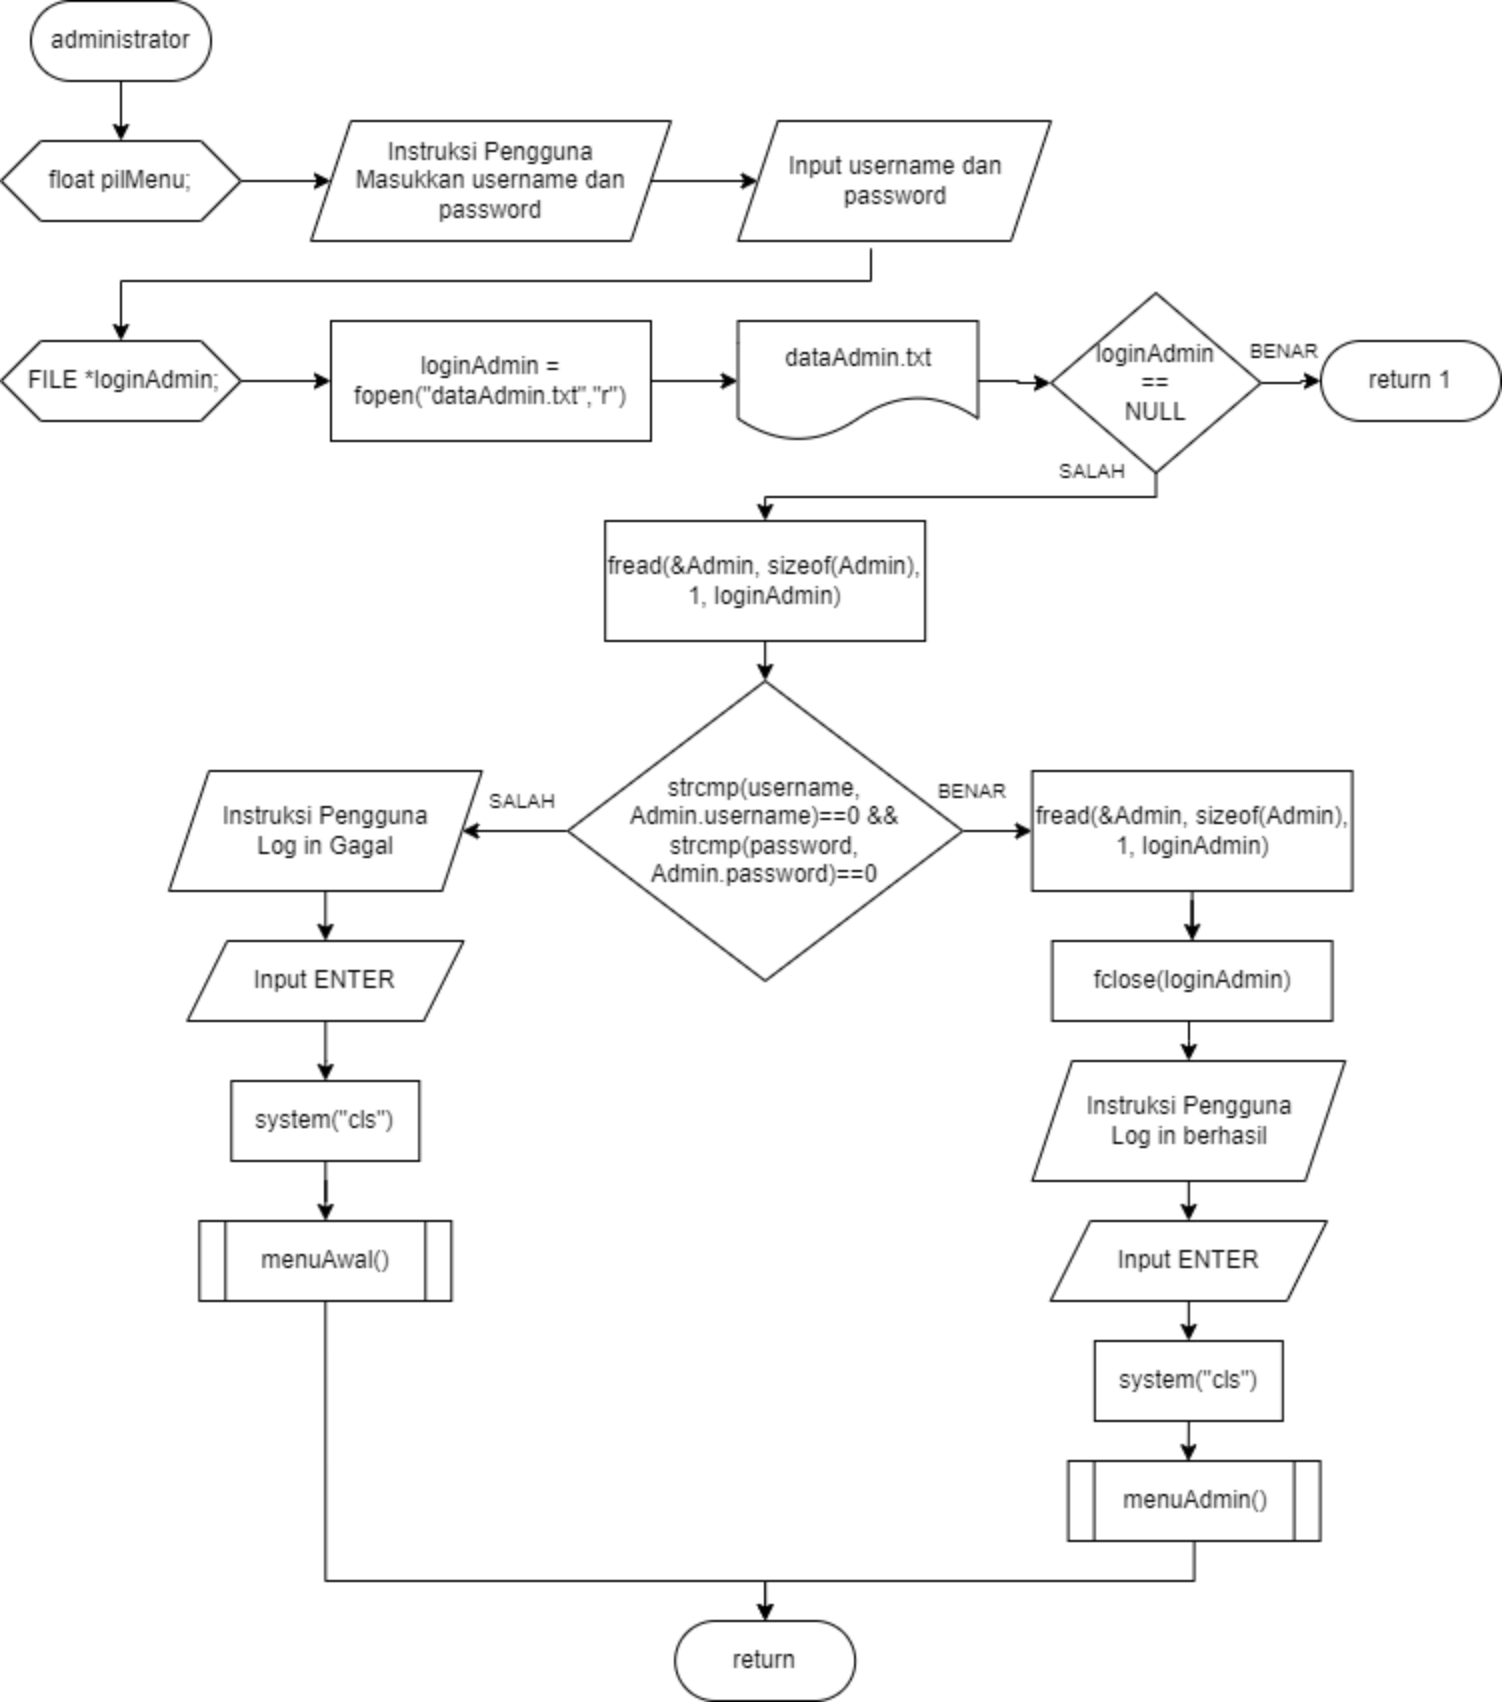 administrator
float pilMenu;
Instruksi Pengguna
Masukkan username dan
password
Input username dan
password
FILE *loginAdmin;
loginAdmin =
fopen("dataAdmin.txt","r")
dataAdmin.txt
loginAdmin
==
NULL
BENAR
return 1
SALAH
fread(&Admin, sizeof(Admin),
1, loginAdmin)
strcmp(username,
Admin.username)==0 &&
strcmp(password,
Admin.password)==0
SALAH
Instruksi Pengguna
Log in Gagal
Input ENTER
system("cls")
menuAwal()
BENAR
fread(&Admin, sizeof(Admin),
1, loginAdmin)
fclose(loginAdmin)
Instruksi Pengguna
Log in berhasil
Input ENTER
system("cls")
menuAdmin()
return